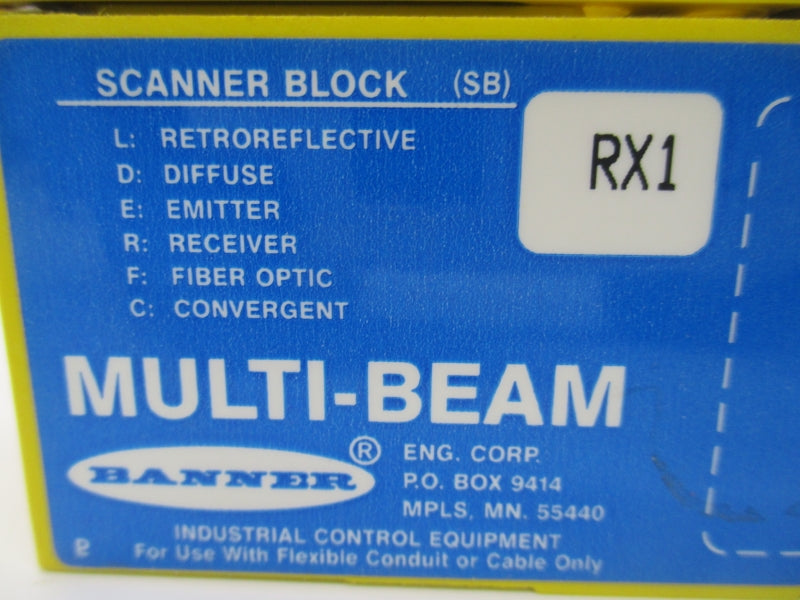 SCANNER BLOCK (SB)
RX1
L: RETROREFLECTIVE
D: DIFFUSE
E: EMITTER
R: RECEIVER
F: FIBER OPTIC
C: CONVERGENT
MULTI-BEAM
BANNER ® ENG. CORP.
P.O. BOX 9414
MPLS, MN. 55440
INDUSTRIAL CONTROL EQUIPMENT
For Use With Flexible Conduit or Cable Only